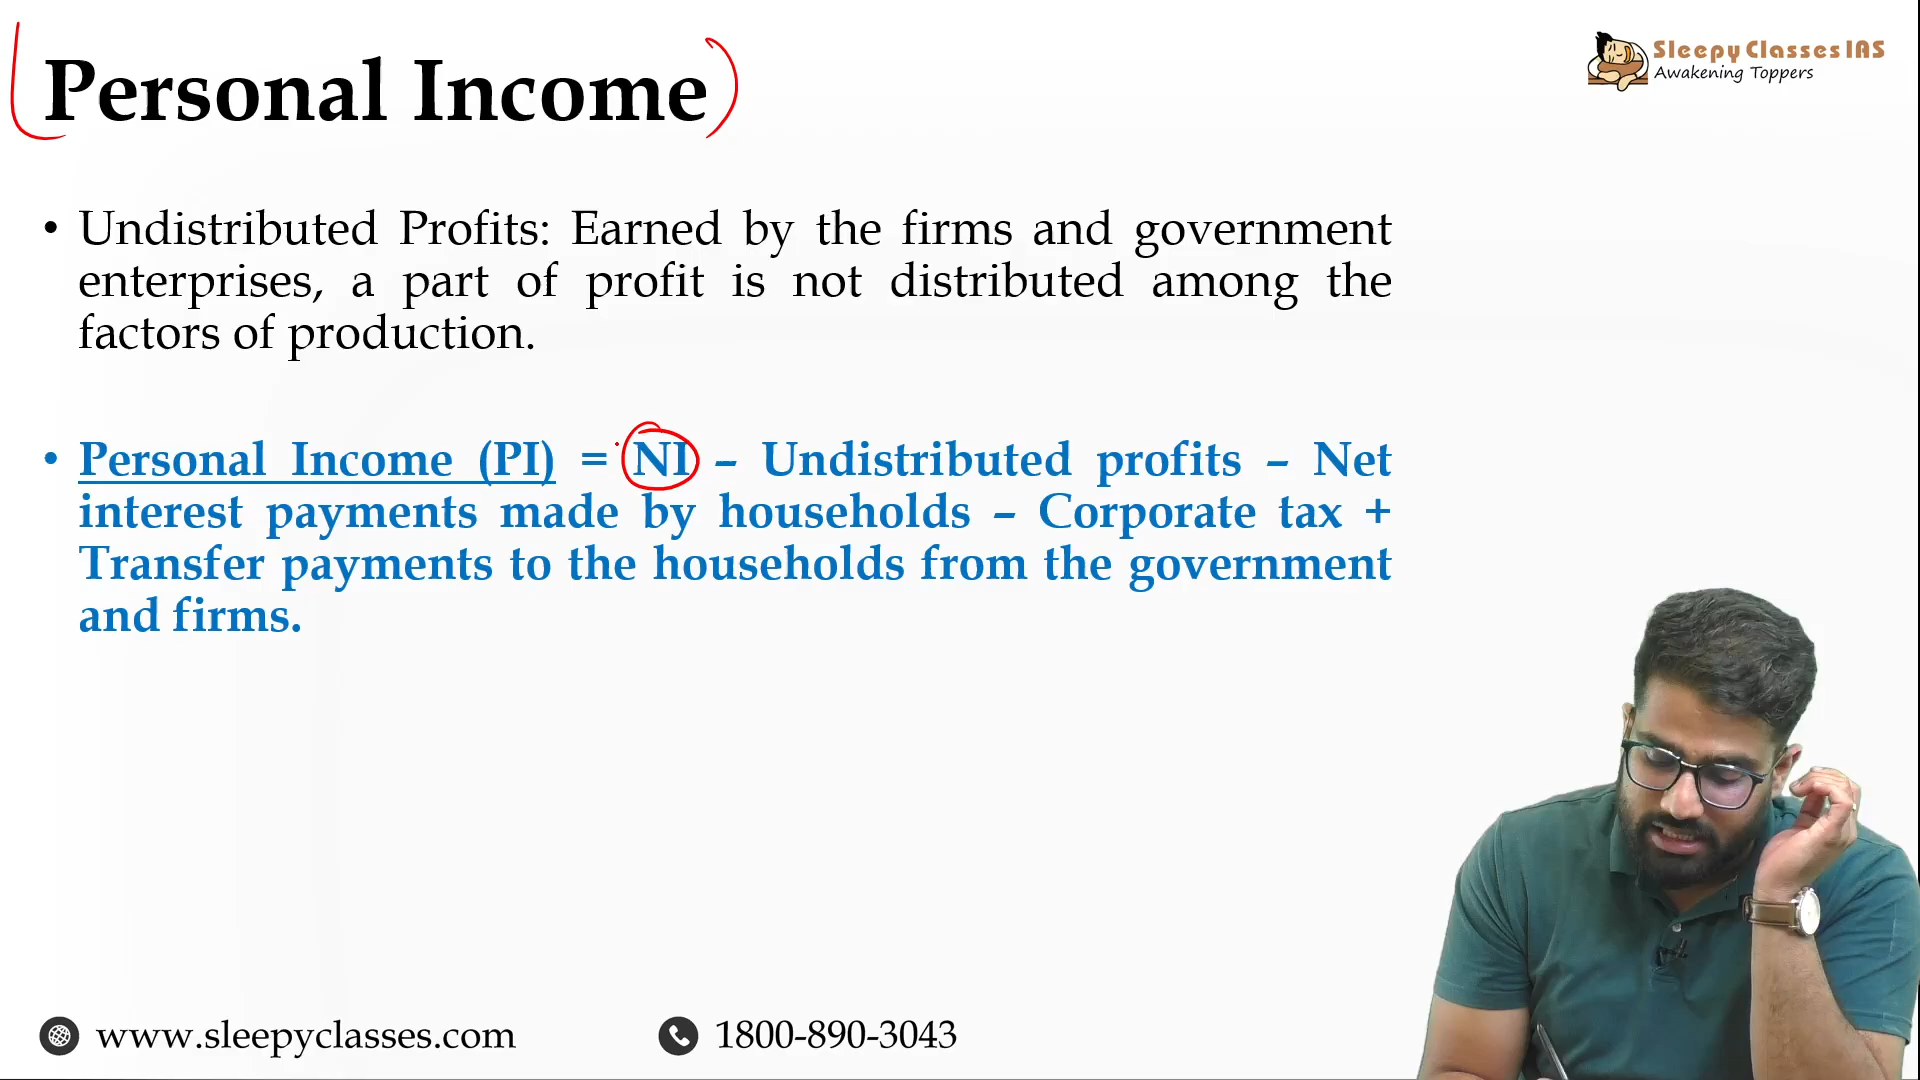 Personal Income
Sleepy Classes IAS
Awakening Toppers
• Undistributed Profits: Earned by the firms and government
enterprises, a part of profit is not distributed among the
factors of production.
• Personal Income (PI) = NI – Undistributed profits – Net
interest payments made by households – Corporate tax +
Transfer payments to the households from the government
and firms.
www.sleepyclasses.com
1800-890-3043